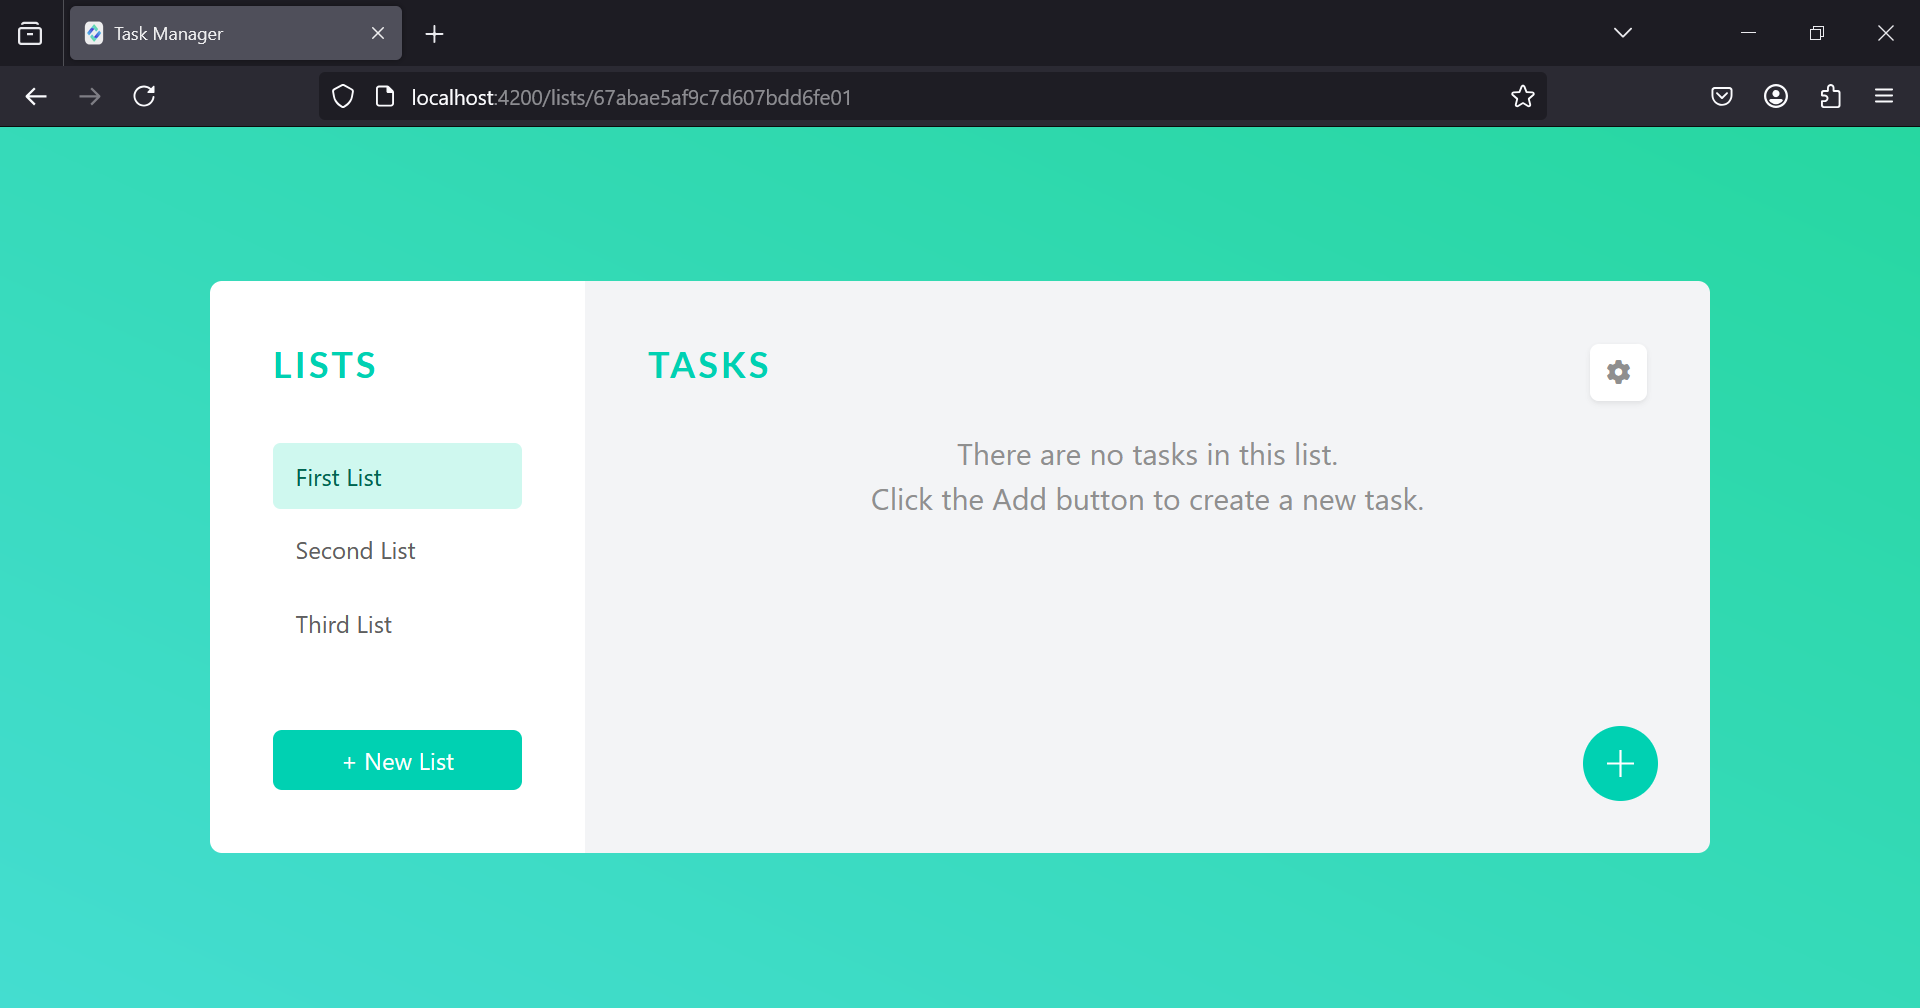 Task Manager
localhost:4200/lists/67abae5af9c7d607bdd6fe01
LISTS
First List
Second List
Third List
+ New List
TASKS
There are no tasks in this list.
Click the Add button to create a new task.